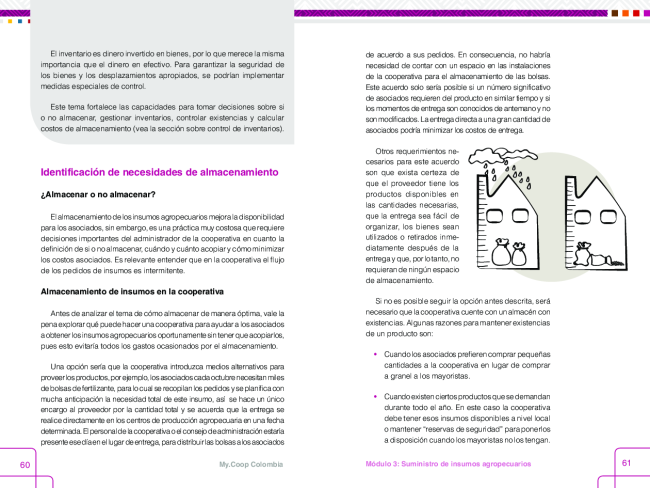 El inventario es dinero invertido en bienes, por lo que merece la misma
importancia que el dinero en efectivo. Para garantizar la seguridad de
los bienes y los desplazamientos apropiados, se podrían implementar
medidas especiales de control.
Este tema fortalece las capacidades para tomar decisiones sobre si
o no almacenar, gestionar inventarios, controlar existencias y calcular
costos de almacenamiento (vea la sección sobre control de inventarios).
Identificación de necesidades de almacenamiento
¿Almacenar o no almacenar?
El almacenamiento de los insumos agropecuarios mejora la disponibilidad
para los asociados, sin embargo, es una práctica muy costosa que requiere
decisiones importantes del administrador de la cooperativa en cuanto la
definición de si o no almacenar, cuándo y cuánto acopiar y cómo minimizar
los costos asociados. Es relevante entender que en la cooperativa el flujo
de los pedidos de insumos es intermitente.
Almacenamiento de insumos en la cooperativa
Antes de analizar el tema de cómo almacenar de manera óptima, vale la
pena explorar qué puede hacer una cooperativa para ayudar a los asociados
a obtener los insumos agropecuarios oportunamente sin tener que acopiarlos,
pues esto evitaría todos los gastos ocasionados por el almacenamiento.
Una opción sería que la cooperativa introduzca medios alternativos para
proveer los productos, por ejemplo, los asociados cada octubre necesitan miles
de bolsas de fertilizante, para lo cual se recopilan los pedidos y se planifica con
mucha anticipación la necesidad total de este insumo, así se hace un único
encargo al proveedor por la cantidad total y se acuerda que la entrega se
realice directamente en los centros de producción agropecuaria en una fecha
determinada. El personal de la cooperativa o el consejo de administración estaría
presente ese día en el lugar de entrega, para distribuir las bolsas a los asociados
60
My.Coop Colombia
de acuerdo a sus pedidos. En consecuencia, no habría
necesidad de contar con un espacio en las instalaciones
de la cooperativa para el almacenamiento de las bolsas.
Este acuerdo solo sería posible si un número significativo
de asociados requieren del producto en similar tiempo y si
los momentos de entrega son conocidos de antemano y no
son modificados. La entrega directa a una gran cantidad de
asociados podría minimizar los costos de entrega.
Otros requerimientos ne-
cesarios para este acuerdo
son que exista certeza de
que el proveedor tiene los
productos disponibles en
las cantidades necesarias,
que la entrega sea fácil de
organizar, los bienes sean
utilizados o retirados inme-
diatamente después de la
entrega y que, por lo tanto, no
requieran de ningún espacio
de almacenamiento.
Si no es posible seguir la opción antes descrita, será
necesario que la cooperativa cuente con un almacén con
existencias. Algunas razones para mantener existencias
de un producto son:
• Cuando los asociados prefieren comprar pequeñas
cantidades a la cooperativa en lugar de comprar
a granel a los mayoristas.
• Cuando existen ciertos productos que se demandan
durante todo el año. En este caso la cooperativa
debe tener esos insumos disponibles a nivel local
o mantener “reservas de seguridad” para ponerlos
a disposición cuando los mayoristas no los tengan.
Módulo 3: Suministro de insumos agropecuarios
61